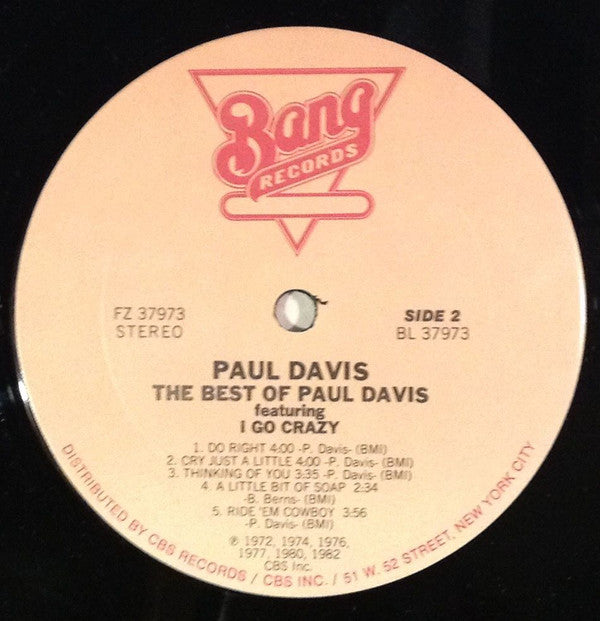 Bang
RECORDS
FZ 37973
STEREO
SIDE 2
BL 37973
PAUL DAVIS
THE BEST OF PAUL DAVIS
featuring
I GO CRAZY
1. DO RIGHT 4:00 -P. Davis- (BMI)
2. CRY JUST A LITTLE 4:00 -P. Davis- (BMI)
3. THINKING OF YOU 3:35 -P. Davis- (BMI)
4. A LITTLE BIT OF SOAP 2:34
-B. Berns- (BMI)
5. RIDE 'EM COWBOY 3:56
-P. Davis- (BMI)
℗ 1972, 1974, 1976,
1977, 1980, 1982
CBS Inc.
DISTRIBUTED BY CBS RECORDS / CBS INC. / 51 W. 52 STREET, NEW YORK CITY